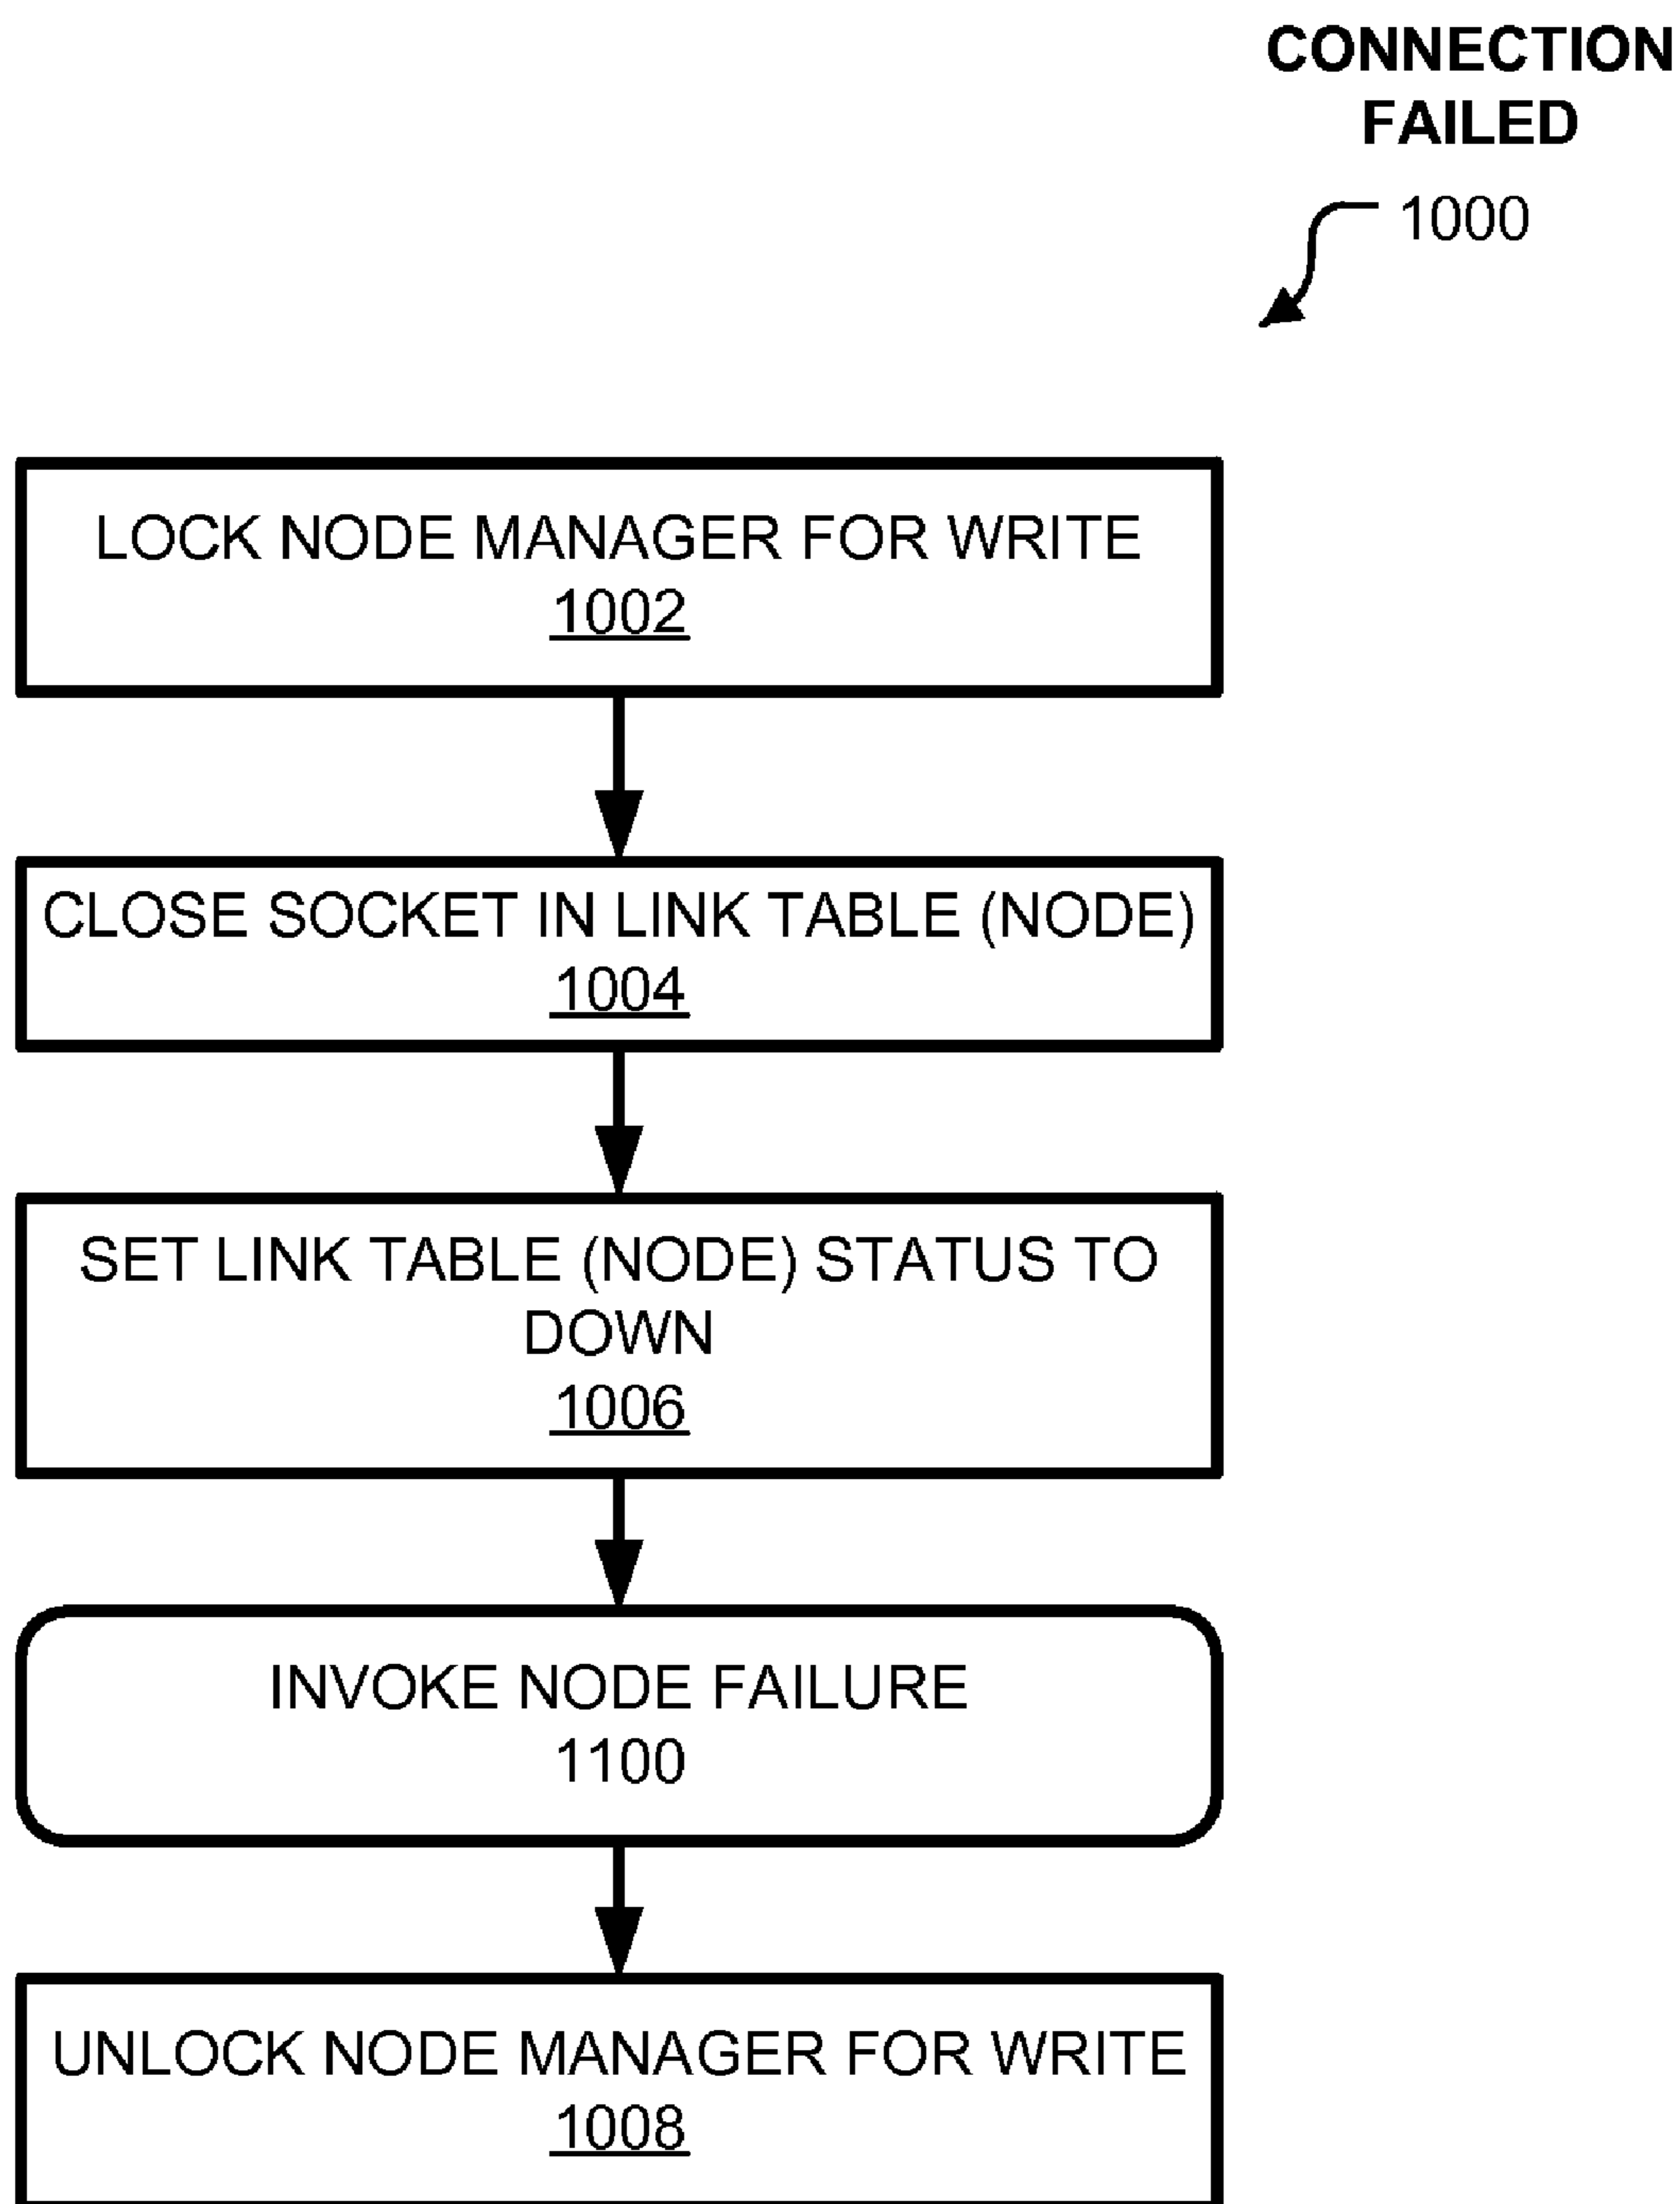 CONNECTION
FAILED
1000
LOCK NODE MANAGER FOR WRITE
1002
CLOSE SOCKET IN LINK TABLE (NODE)
1004
SET LINK TABLE (NODE) STATUS TO
DOWN
1006
INVOKE NODE FAILURE
1100
UNLOCK NODE MANAGER FOR WRITE
1008